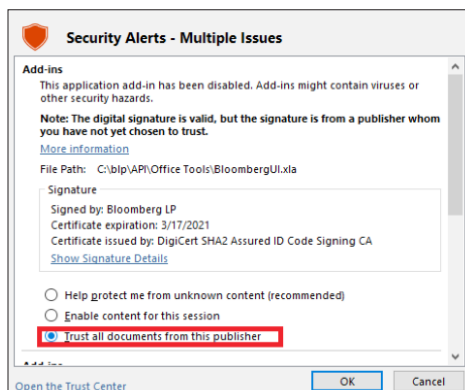 Security Alerts - Multiple Issues
Add-ins
This application add-in has been disabled. Add-ins might contain viruses or
other security hazards.
Note: The digital signature is valid, but the signature is from a publisher whom
you have not yet chosen to trust.
More information
File Path: C:\blp\API\Office Tools\BloombergUI.xla
Signature
Signed by: Bloomberg LP
Certificate expiration: 3/17/2021
Certificate issued by: DigiCert SHA2 Assured ID Code Signing CA
Show Signature Details
Help protect me from unknown content (recommended)
Enable content for this session
Trust all documents from this publisher
Add-ins
Open the Trust Center
OK
Cancel